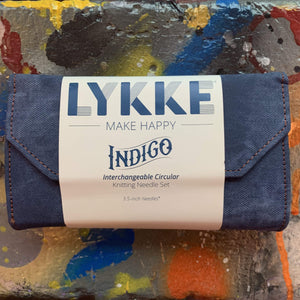 LYKKE
MAKE HAPPY
INDIGO
Interchangeable Circular
Knitting Needle Set
3.5-inch Needles*